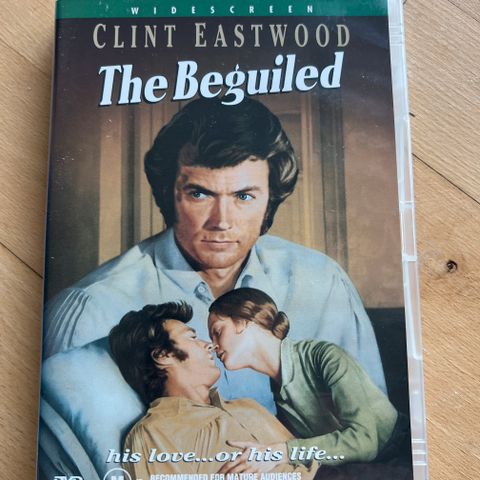 WIDESCREEN
CLINT EASTWOOD
The Beguiled
his love...or his life...
M
RECOMMENDED FOR MATURE AUDIENCES